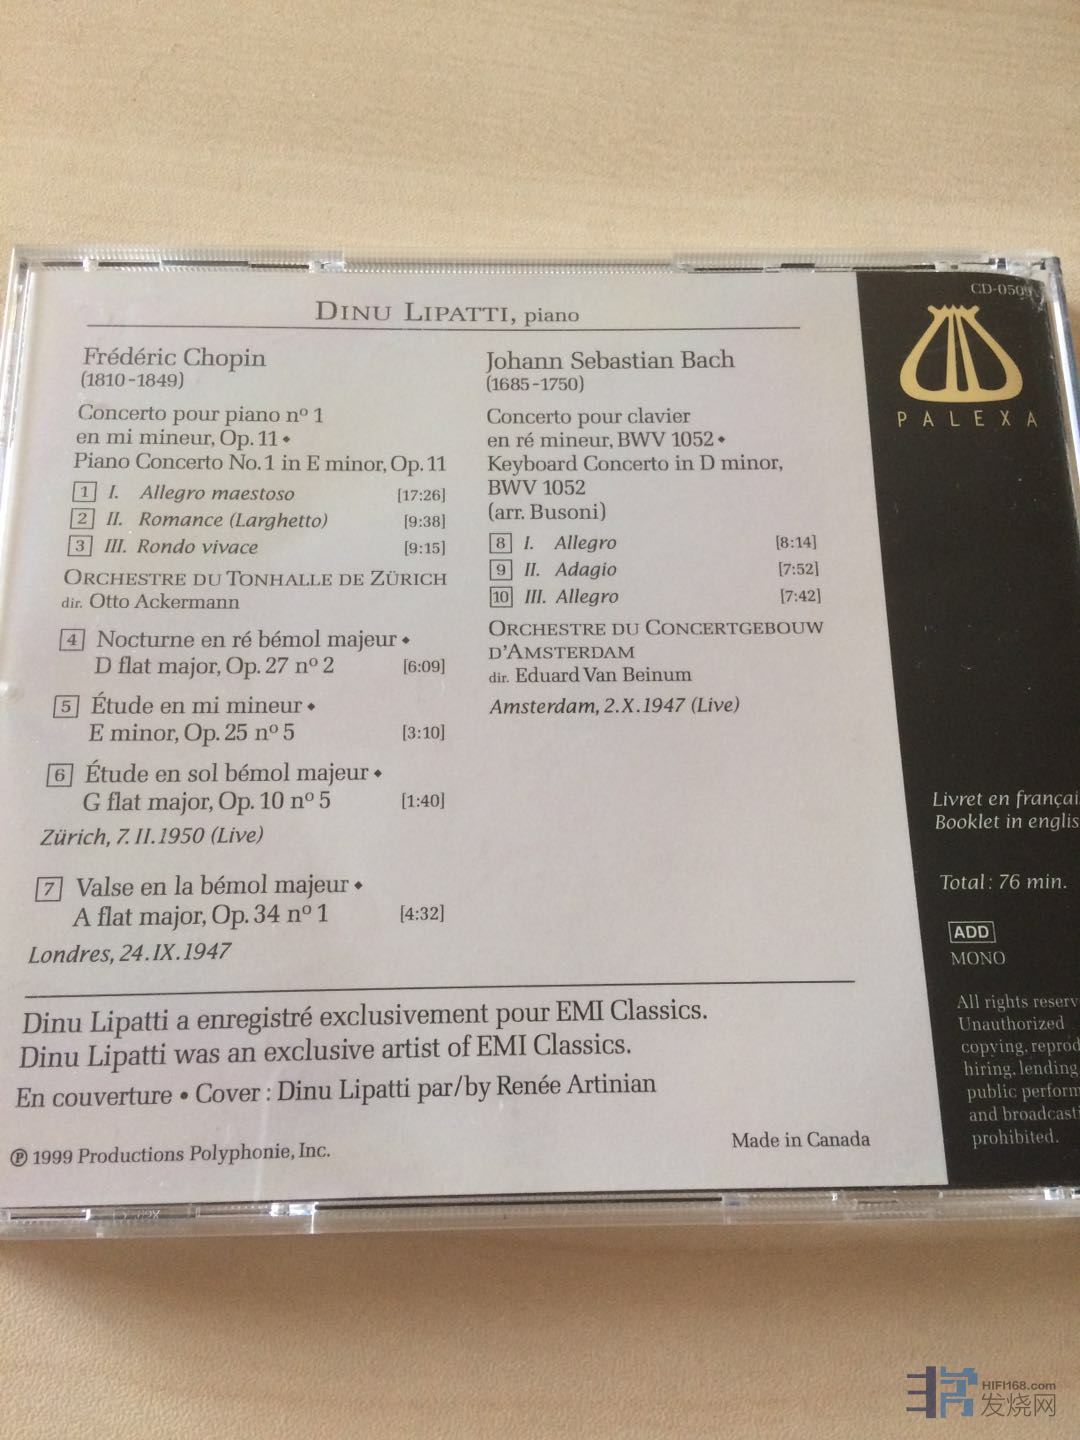 DINU LIPATTI, piano
Frédéric Chopin
(1810-1849)
Concerto pour piano nº 1
en mi mineur, Op. 11 ◆
Piano Concerto No. 1 in E minor, Op. 11
1 I. Allegro maestoso [17:26]
2 II. Romance (Larghetto) [9:38]
3 III. Rondo vivace [9:15]
ORCHESTRE DU TONHALLE DE ZÜRICH
dir. Otto Ackermann
4 Nocturne en ré bémol majeur ◆
D flat major, Op. 27 nº 2 [6:09]
5 Étude en mi mineur ◆
E minor, Op. 25 nº 5 [3:10]
6 Étude en sol bémol majeur ◆
G flat major, Op. 10 nº 5 [1:40]
Zürich, 7. II. 1950 (Live)
7 Valse en la bémol majeur ◆
A flat major, Op. 34 nº 1 [4:32]
Londres, 24.IX.1947
Johann Sebastian Bach
(1685-1750)
Concerto pour clavier
en ré mineur, BWV 1052 ◆
Keyboard Concerto in D minor,
BWV 1052
(arr. Busoni)
8 I. Allegro [8:14]
9 II. Adagio [7:52]
10 III. Allegro [7:42]
ORCHESTRE DU CONCERTGEBOUW
D'AMSTERDAM
dir. Eduard Van Beinum
Amsterdam, 2.X.1947 (Live)
Dinu Lipatti a enregistré exclusivement pour EMI Classics.
Dinu Lipatti was an exclusive artist of EMI Classics.
En couverture • Cover : Dinu Lipatti par/by Renée Artinian
℗ 1999 Productions Polyphonie, Inc.
Made in Canada
CD-0509
PALEXA
Livret en françai
Booklet in englis
Total : 76 min.
ADD
MONO
All rights reserve
Unauthorized
copying, reprod
hiring, lending
public perform
and broadcasti
prohibited.
HIFI168.com
发烧网